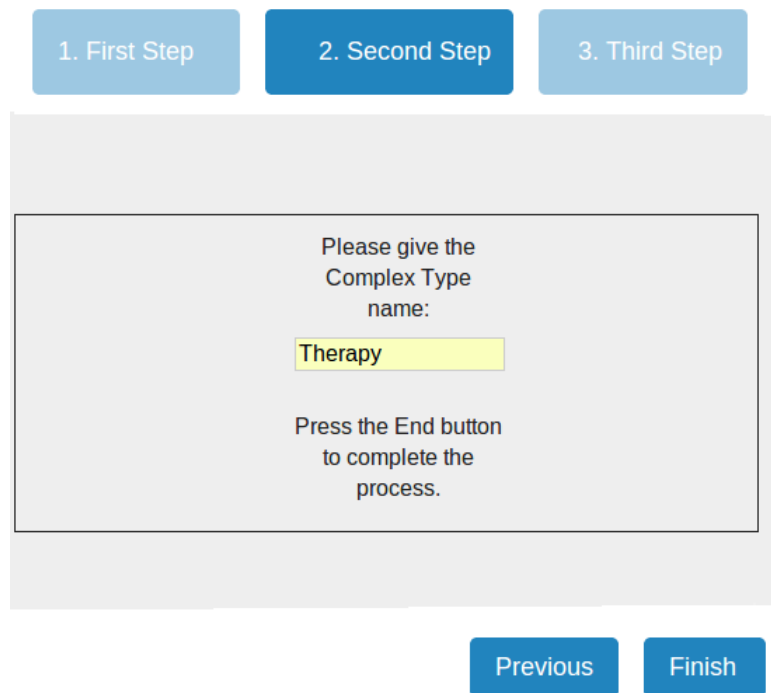 1. First Step 2. Second Step 3. Third Step
Please give the
Complex Type
name:
Therapy
Press the End button
to complete the
process.
Previous Finish